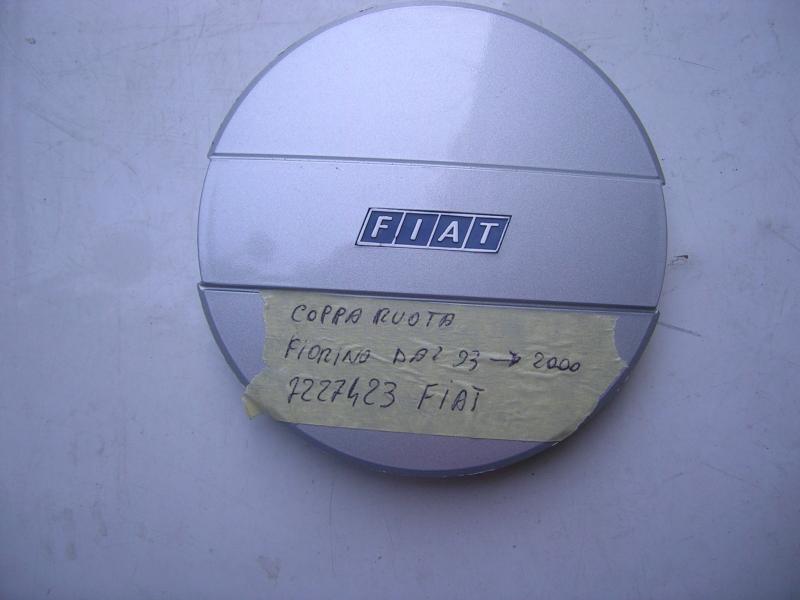 FIAT
COPPA RUOTA
FIORINO DAL 93 → 2000
7227423 FIAT